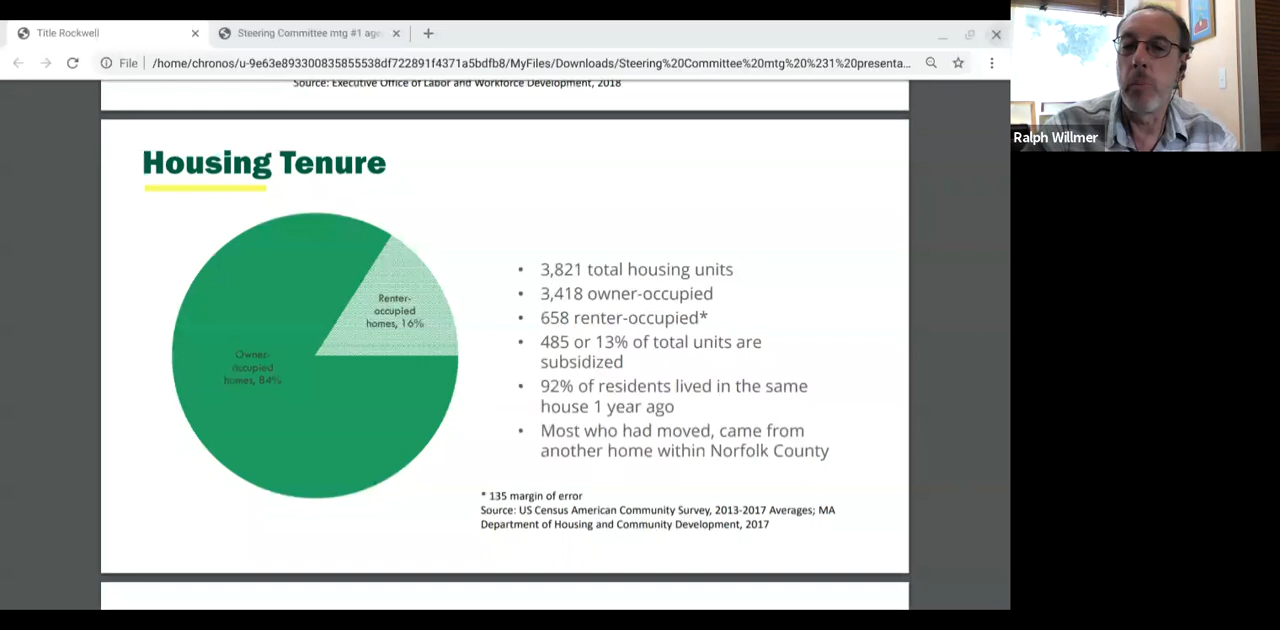 Title Rockwell
Steering Committee mtg #1 age
File
/home/chronos/u-9e63e893300835855538df722891f4371a5bdfb8/MyFiles/Downloads/Steering%20Committee%20mtg%20%231%20presenta...
Source: Executive Office of Labor and Workforce Development, 2018
Housing Tenure
Renter-
occupied
homes, 16%
Owner-
occupied
homes, 84%
• 3,821 total housing units
• 3,418 owner-occupied
• 658 renter-occupied*
• 485 or 13% of total units are
subsidized
• 92% of residents lived in the same
house 1 year ago
• Most who had moved, came from
another home within Norfolk County
* 135 margin of error
Source: US Census American Community Survey, 2013-2017 Averages; MA
Department of Housing and Community Development, 2017
Ralph Willmer